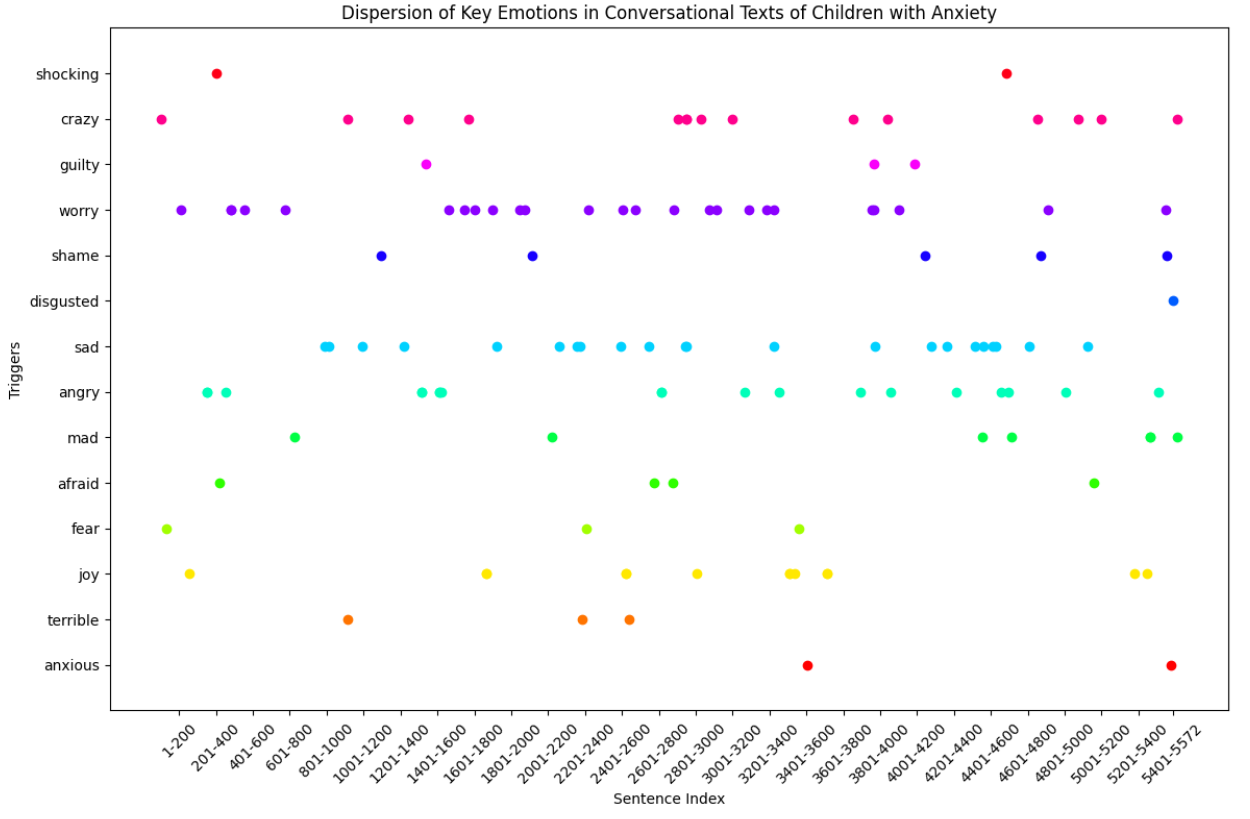 Dispersion of Key Emotions in Conversational Texts of Children with Anxiety
shocking
crazy
guilty
worry
shame
disgusted
sad
angry
mad
afraid
fear
joy
terrible
anxious
Triggers
1-200
201-400
401-600
601-800
801-1000
1001-1200
1201-1400
1401-1600
1601-1800
1801-2000
2001-2200
2201-2400
2401-2600
2601-2800
2801-3000
3001-3200
3201-3400
3401-3600
3601-3800
3801-4000
4001-4200
4201-4400
4401-4600
4601-4800
4801-5000
5001-5200
5201-5400
5401-5572
Sentence Index